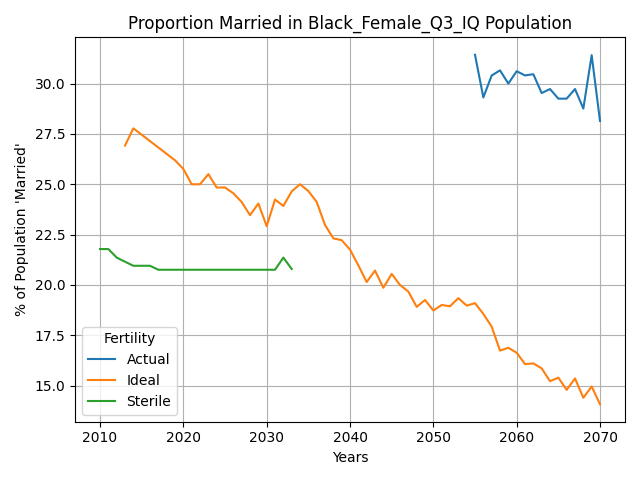 Proportion Married in Black_Female_Q3_IQ Population
% of Population 'Married'
30.0
27.5
25.0
22.5
20.0
17.5
15.0
Fertility
Actual
Ideal
Sterile
2010 2020 2030 2040 2050 2060 2070
Years